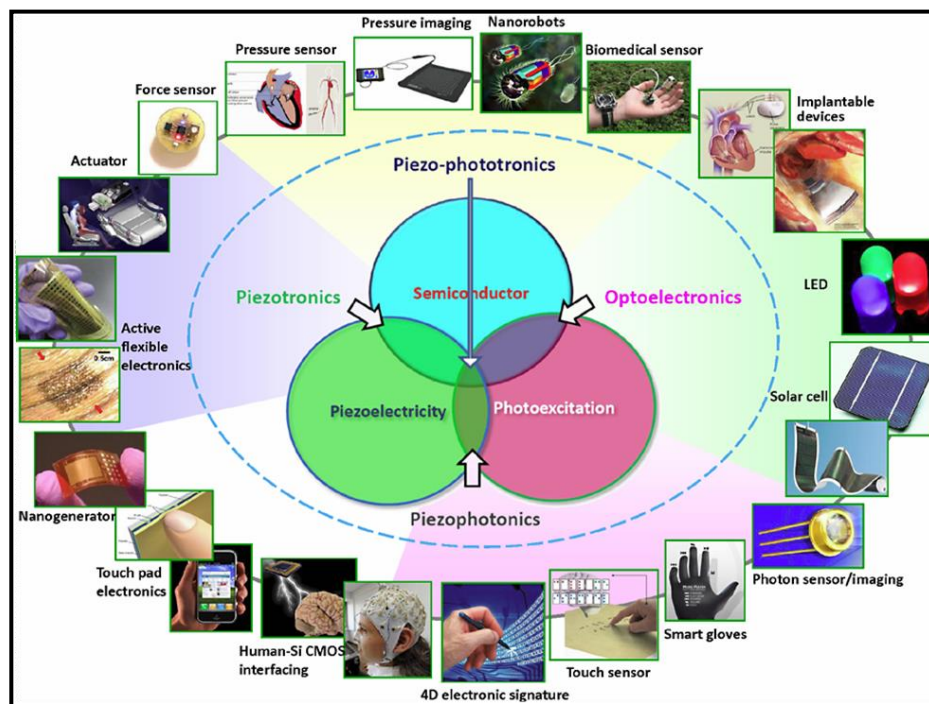 Pressure imaging
Nanorobots
Pressure sensor
Biomedical sensor
Force sensor
Implantable
devices
Actuator
Piezo-phototronics
Piezotronics
Semiconductor
Optoelectronics
LED
Active
flexible
electronics
0.5cm
Piezoelectricity
Photoexcitation
Solar cell
Nanogenerator
Piezophotonics
Touch pad
electronics
Photon sensor/imaging
Smart gloves
Human-Si CMOS
interfacing
Touch sensor
4D electronic signature